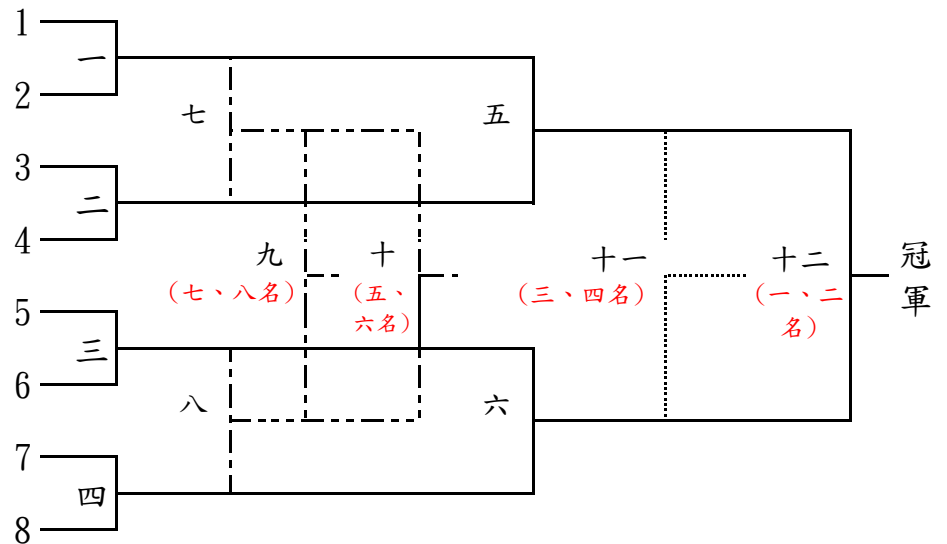 1
一
2
七
五
3
二
4
九
(七、八名)
十
(五、
六名)
十一
(三、四名)
十二
(一、二
名)
冠
軍
5
三
6
八
六
7
四
8